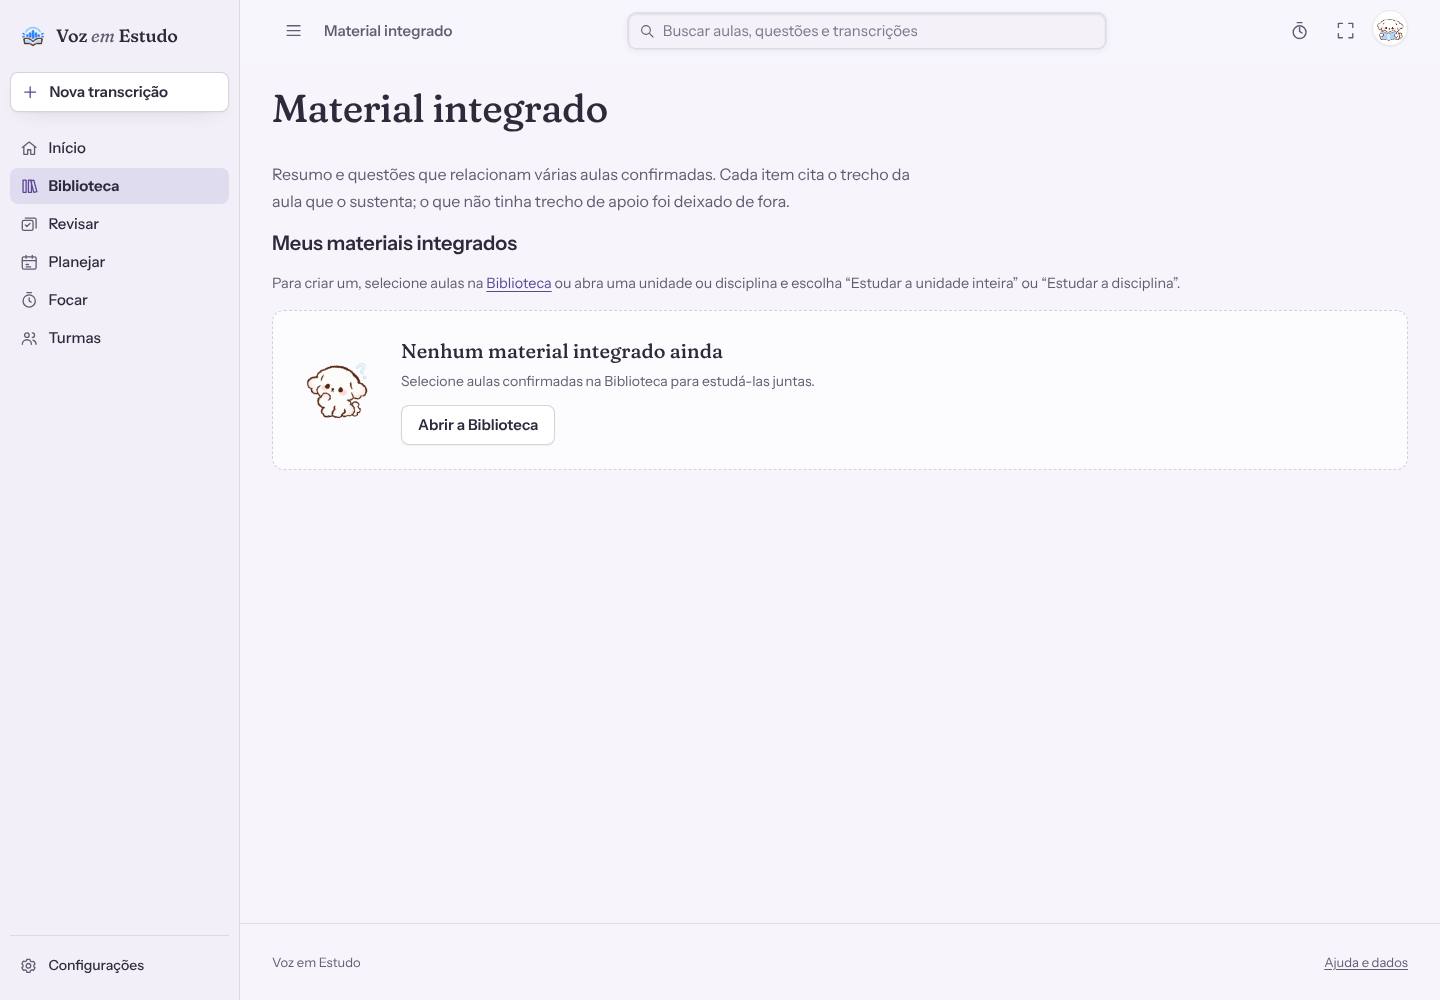 Voz em Estudo
Nova transcrição
Início
Biblioteca
Revisar
Planejar
Focar
Turmas
Configurações
Material integrado
Buscar aulas, questões e transcrições
Material integrado
Resumo e questões que relacionam várias aulas confirmadas. Cada item cita o trecho da
aula que o sustenta; o que não tinha trecho de apoio foi deixado de fora.
Meus materiais integrados
Para criar um, selecione aulas na Biblioteca ou abra uma unidade ou disciplina e escolha “Estudar a unidade inteira” ou “Estudar a disciplina”.
Nenhum material integrado ainda
Selecione aulas confirmadas na Biblioteca para estudá-las juntas.
Abrir a Biblioteca
Voz em Estudo
Ajuda e dados